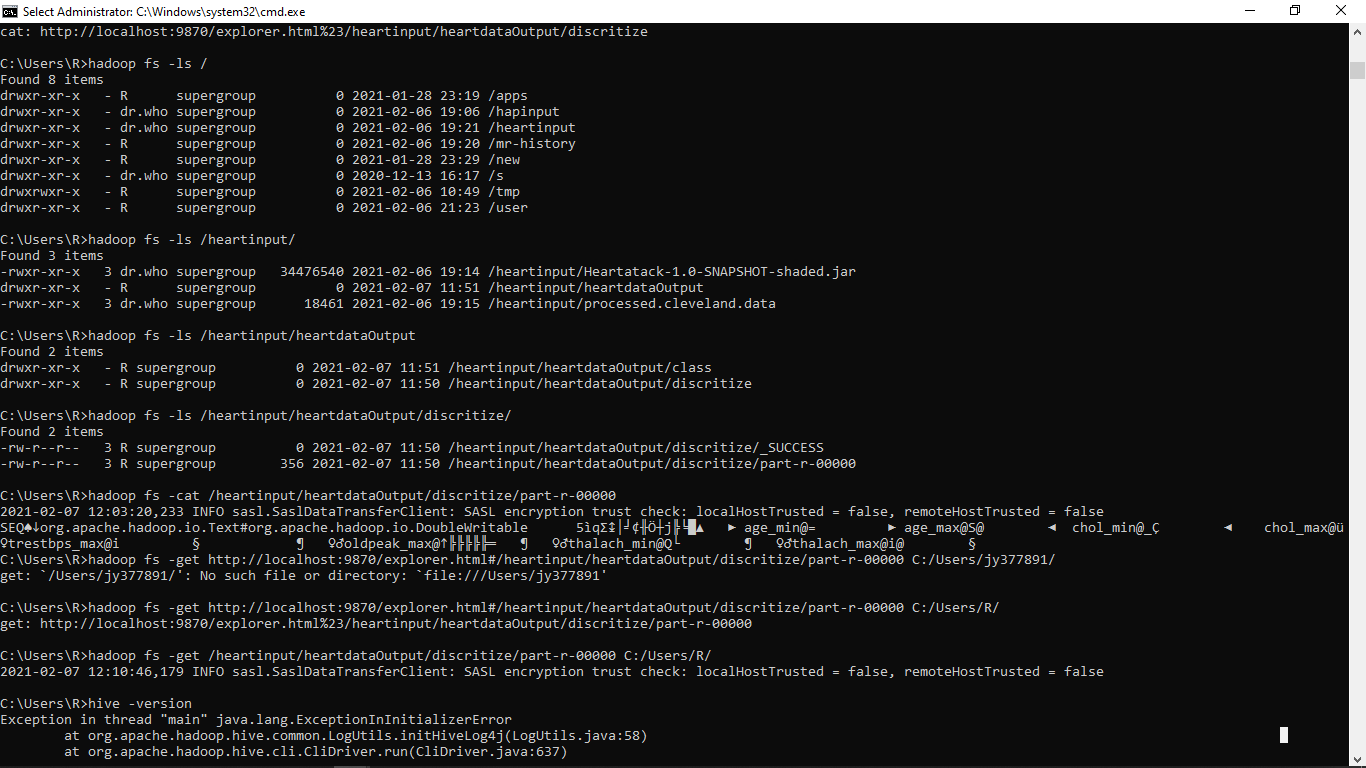 Select Administrator: C:\Windows\system32\cmd.exe
cat: http://localhost:9870/explorer.html%23/heartinput/heartdataOutput/discritize
C:\Users\R>hadoop fs -ls /
Found 8 items
drwxr-xr-x   - R       supergroup          0 2021-01-28 23:19 /apps
drwxr-xr-x   - dr.who supergroup          0 2021-02-06 19:06 /hapinput
drwxr-xr-x   - dr.who supergroup          0 2021-02-06 19:21 /heartinput
drwxr-xr-x   - R       supergroup          0 2021-02-06 19:20 /mr-history
drwxr-xr-x   - R       supergroup          0 2021-01-28 23:29 /new
drwxr-xr-x   - dr.who supergroup          0 2020-12-13 16:17 /s
drwxrwxr-x   - R       supergroup          0 2021-02-06 10:49 /tmp
drwxr-xr-x   - R       supergroup          0 2021-02-06 21:23 /user
C:\Users\R>hadoop fs -ls /heartinput/
Found 3 items
-rwxr-xr-x   3 dr.who supergroup   34476540 2021-02-06 19:14 /heartinput/Heartatack-1.0-SNAPSHOT-shaded.jar
drwxr-xr-x   - R       supergroup          0 2021-02-07 11:51 /heartinput/heartdataOutput
-rwxr-xr-x   3 dr.who supergroup      18461 2021-02-06 19:15 /heartinput/processed.cleveland.data
C:\Users\R>hadoop fs -ls /heartinput/heartdataOutput
Found 2 items
drwxr-xr-x   - R supergroup          0 2021-02-07 11:51 /heartinput/heartdataOutput/class
drwxr-xr-x   - R supergroup          0 2021-02-07 11:50 /heartinput/heartdataOutput/discritize
C:\Users\R>hadoop fs -ls /heartinput/heartdataOutput/discritize/
Found 2 items
-rw-r--r--   3 R supergroup          0 2021-02-07 11:50 /heartinput/heartdataOutput/discritize/_SUCCESS
-rw-r--r--   3 R supergroup        356 2021-02-07 11:50 /heartinput/heartdataOutput/discritize/part-r-00000
C:\Users\R>hadoop fs -cat /heartinput/heartdataOutput/discritize/part-r-00000
2021-02-07 12:03:20,233 INFO sasl.SaslDataTransferClient: SASL encryption trust check: localHostTrusted = false, remoteHostTrusted = false
SEQ♠↓org.apache.hadoop.io.Text#org.apache.hadoop.io.DoubleWritable ► age_min@= ► age_max@S@ ◄ chol_min@_Ç ◄ chol_max@ü
♀trestbps_max@i § ¶ ♀♂oldpeak_max@↑╠╠╠╠╠═ ¶ ♀♂thalach_min@Q└ ¶ ♀♂thalach_max@i@ §
C:\Users\R>hadoop fs -get http://localhost:9870/explorer.html#/heartinput/heartdataOutput/discritize/part-r-00000 C:/Users/jy377891/
get: `/Users/jy377891/': No such file or directory: `file:///Users/jy377891'
C:\Users\R>hadoop fs -get http://localhost:9870/explorer.html#/heartinput/heartdataOutput/discritize/part-r-00000 C:/Users/R/
get: http://localhost:9870/explorer.html%23/heartinput/heartdataOutput/discritize/part-r-00000
C:\Users\R>hadoop fs -get /heartinput/heartdataOutput/discritize/part-r-00000 C:/Users/R/
2021-02-07 12:10:46,179 INFO sasl.SaslDataTransferClient: SASL encryption trust check: localHostTrusted = false, remoteHostTrusted = false
C:\Users\R>hive -version
Exception in thread "main" java.lang.ExceptionInInitializerError
        at org.apache.hadoop.hive.common.LogUtils.initHiveLog4j(LogUtils.java:58)
        at org.apache.hadoop.hive.cli.CliDriver.run(CliDriver.java:637)